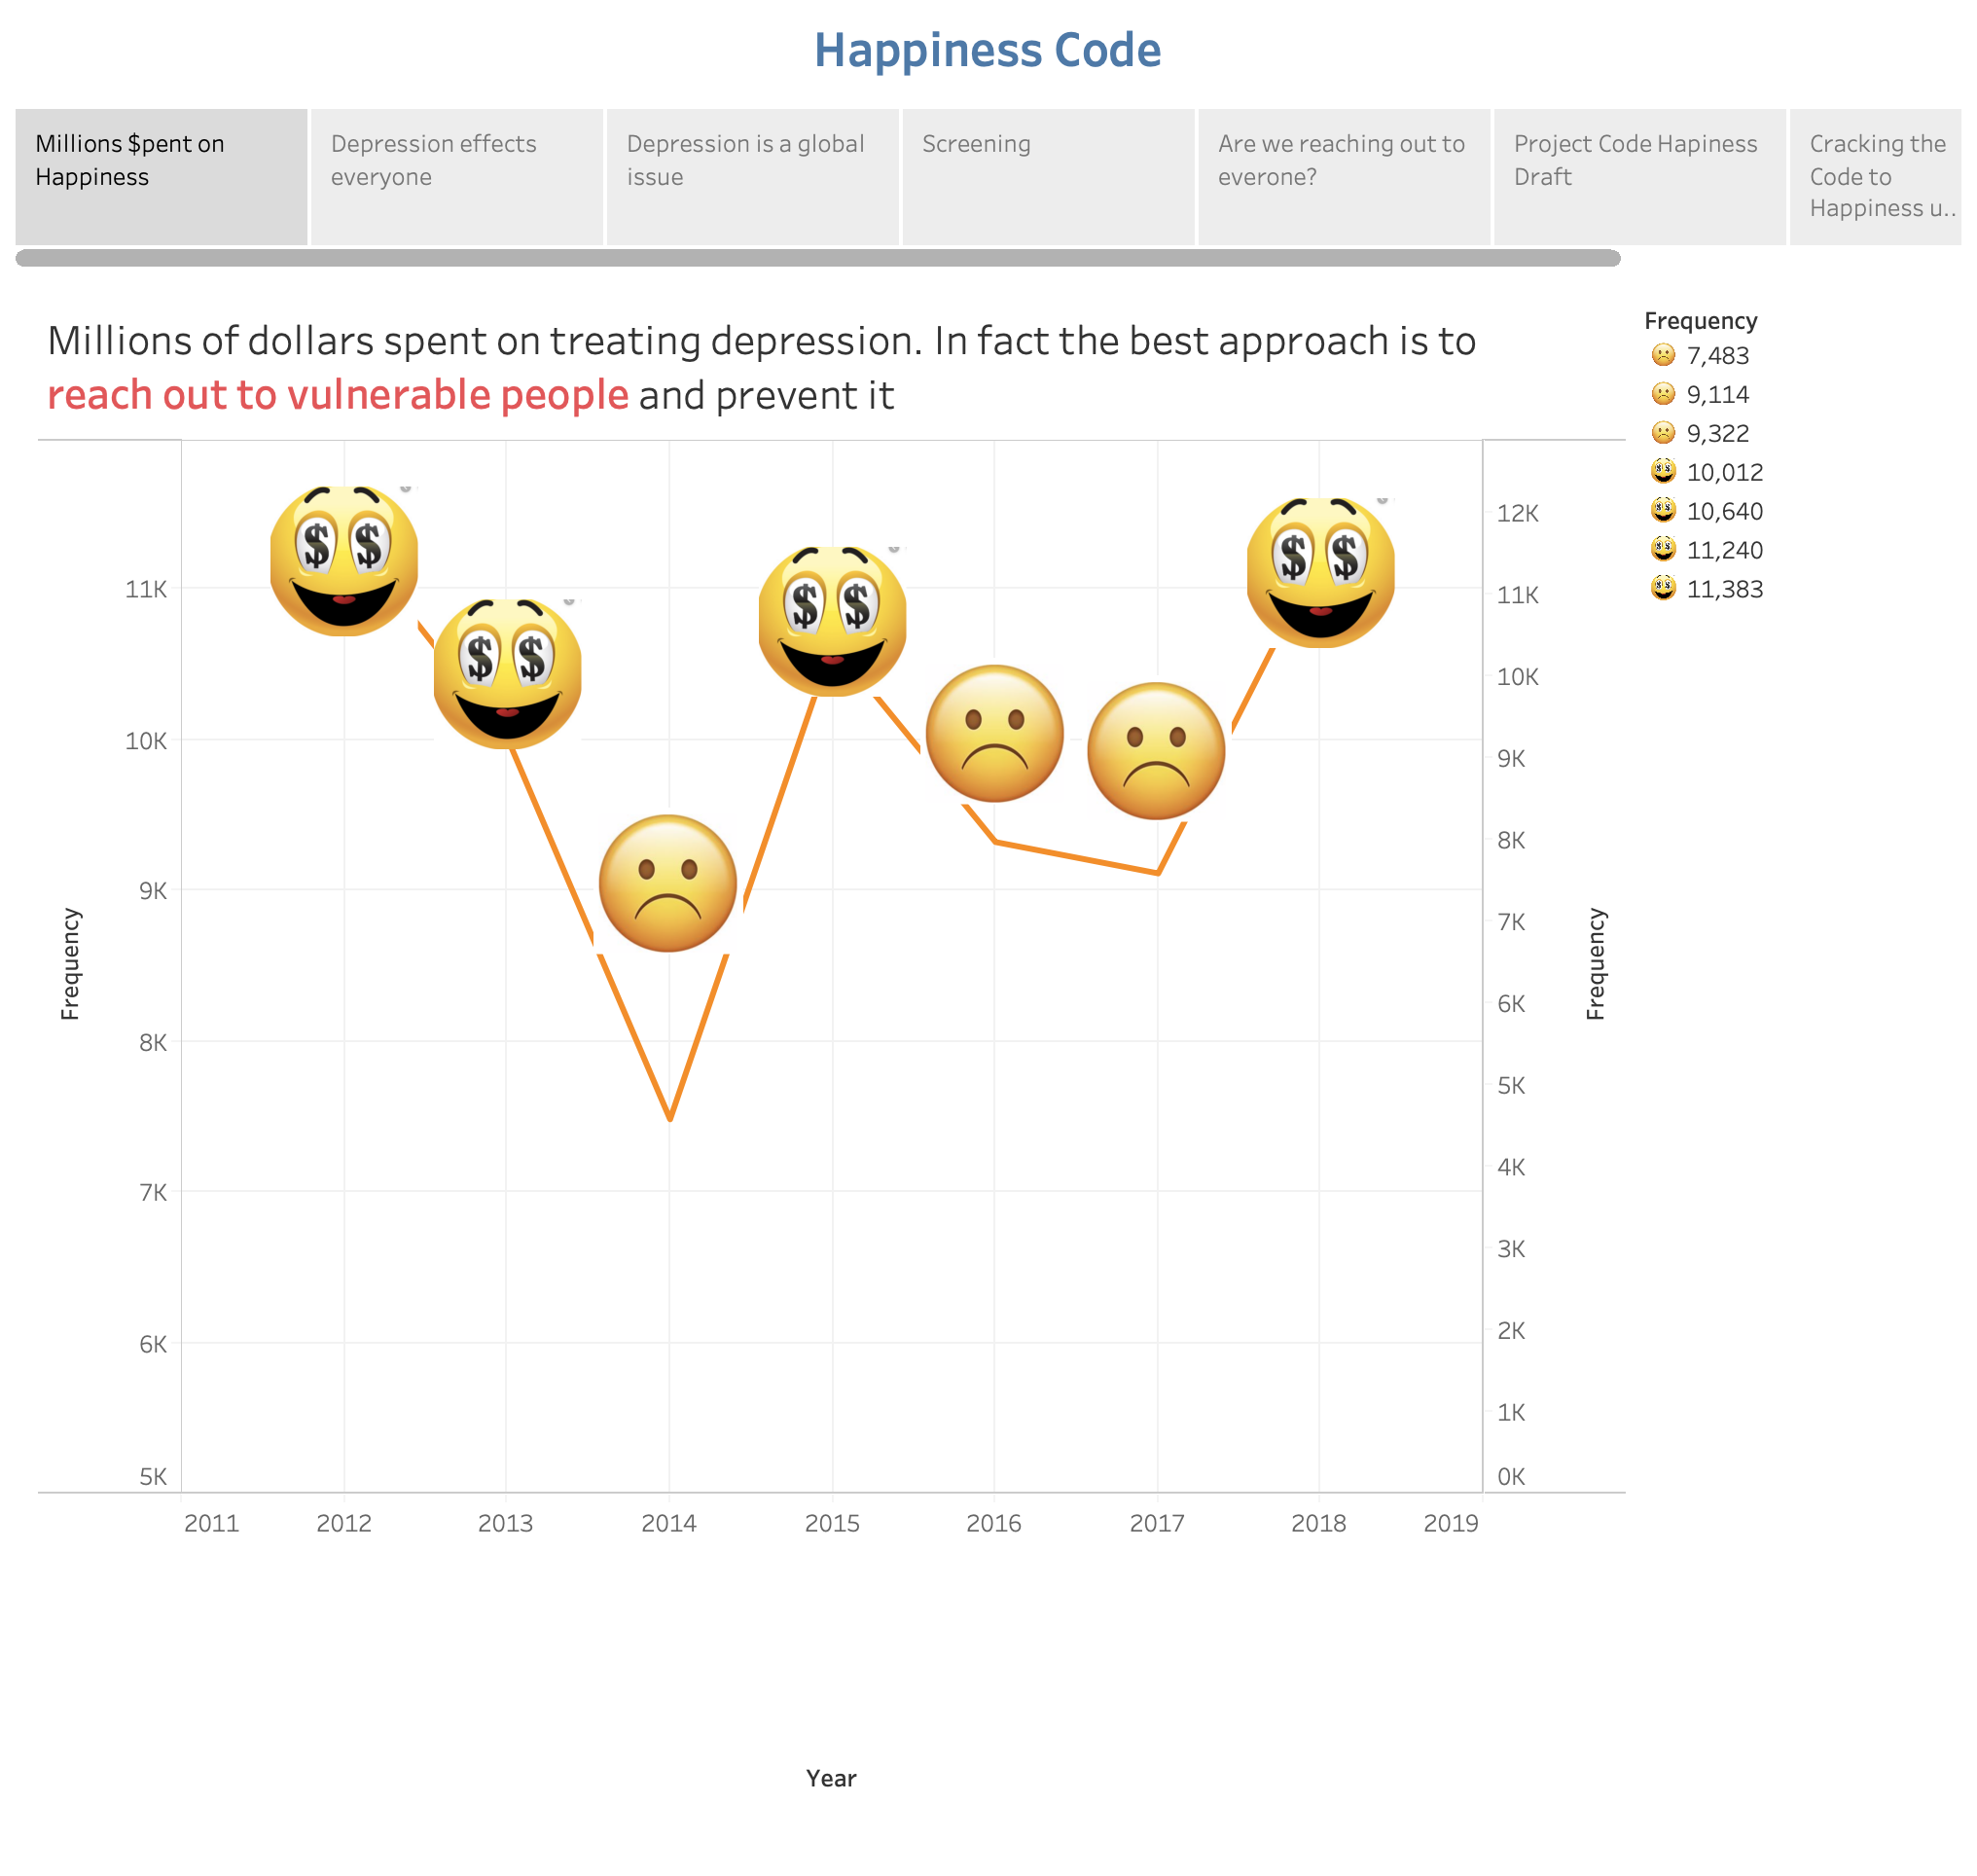 Happiness Code
Millions $pent on
Happiness
Depression effects
everyone
Depression is a global
issue
Screening
Are we reaching out to
everone?
Project Code Hapiness
Draft
Cracking the
Code to
Happiness u..
Millions of dollars spent on treating depression. In fact the best approach is to
reach out to vulnerable people and prevent it
Frequency
7,483
9,114
9,322
10,012
10,640
11,240
11,383
11K
10K
9K
8K
7K
6K
5K
Frequency
12K
11K
10K
9K
8K
7K
6K
5K
4K
3K
2K
1K
0K
Frequency
2011 2012 2013 2014 2015 2016 2017 2018 2019
Year